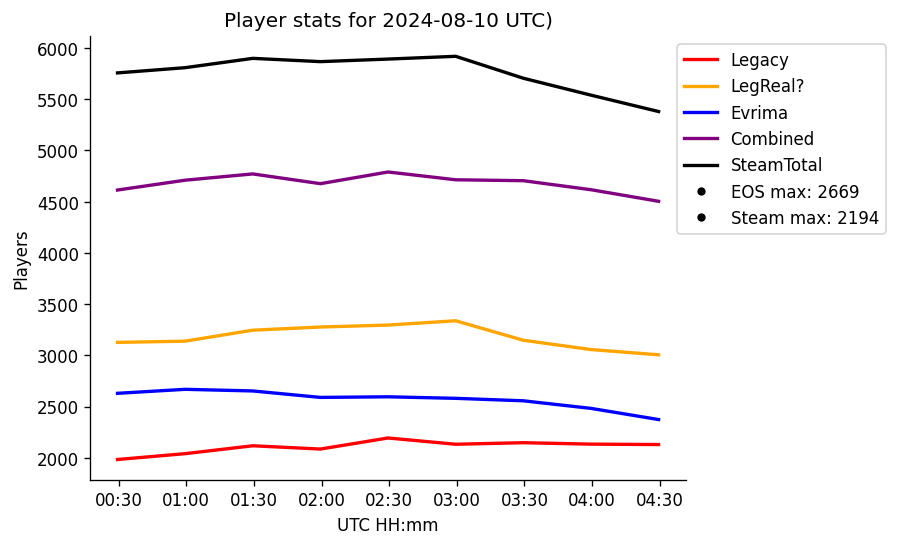 Player stats for 2024-08-10 UTC)
6000
5500
5000
4500
4000
3500
3000
2500
2000
Players
00:30 01:00 01:30 02:00 02:30 03:00 03:30 04:00 04:30
UTC HH:mm
Legacy
LegReal?
Evrima
Combined
SteamTotal
EOS max: 2669
Steam max: 2194